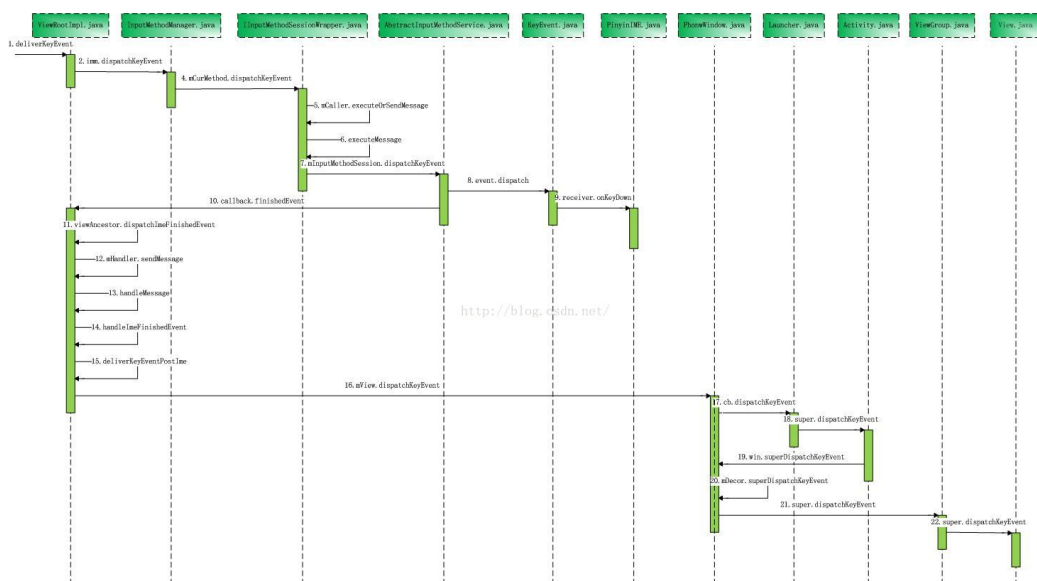 ViewRootImpl.java
InputMethodManager.java
IInputMethodSessionWrapper.java
AbstractInputMethodService.java
KeyEvent.java
PinyinIME.java
PhoneWindow.java
Launcher.java
Activity.java
ViewGroup.java
View.java
1.deliverKeyEvent
2.imm.dispatchKeyEvent
4.mCurMethod.dispatchKeyEvent
5.mCaller.executeOrSendMessage
6.executeMessage
7.mInputMethodSession.dispatchKeyEvent
8.event.dispatch
9.receiver.onKeyDown
10.callback.finishedEvent
11.viewAncestor.dispatchImeFinishedEvent
12.mHandler.sendMessage
13.handleMessage
http://blog.csdn.net/
14.handleImeFinishedEvent
15.deliverKeyEventPostIme
16.mView.dispatchKeyEvent
17.cb.dispatchKeyEvent
18.super.dispatchKeyEvent
19.win.superDispatchKeyEvent
20.mDecor.superDispatchKeyEvent
21.super.dispatchKeyEvent
22.super.dispatchKeyEvent